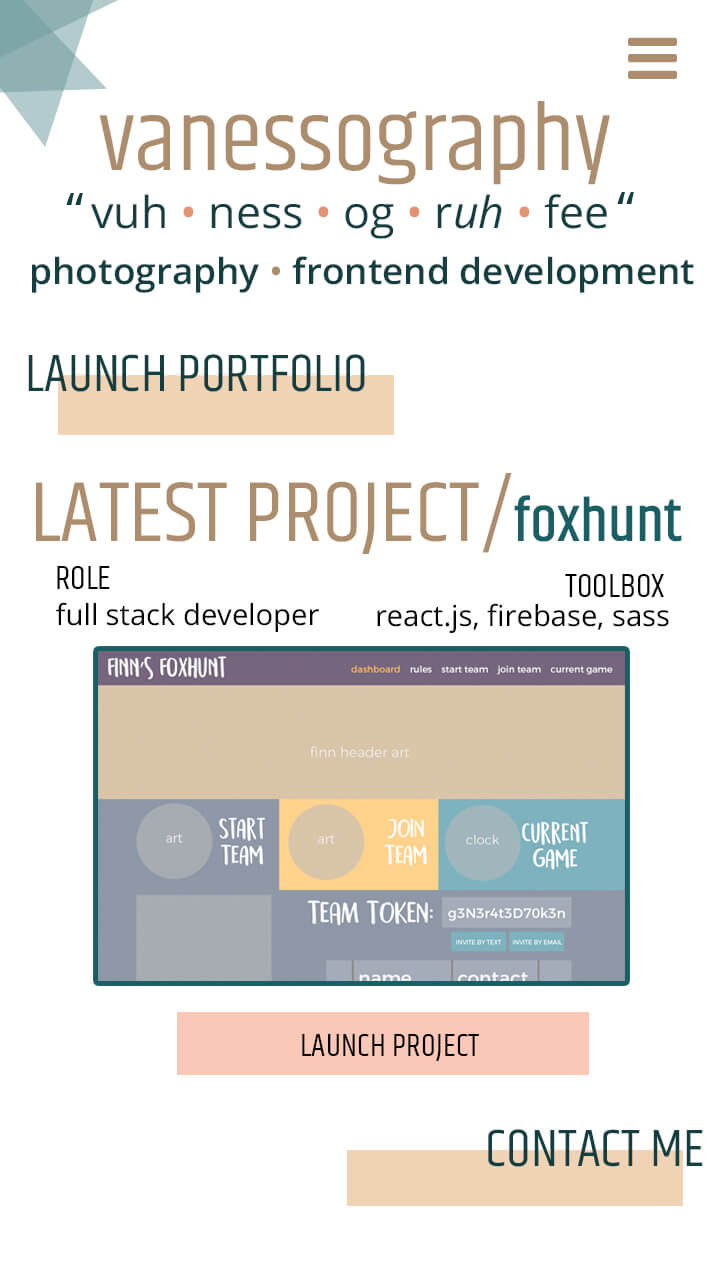 vanessography
“ vuh • ness • og • ruh • fee “
photography • frontend development
LAUNCH PORTFOLIO
LATEST PROJECT/foxhunt
ROLE
full stack developer
TOOLBOX
react.js, firebase, sass
FINN'S FOXHUNT
dashboard rules start team join team current game
finn header art
art
START
TEAM
art
JOIN
TEAM
clock
CURRENT
GAME
TEAM TOKEN: g3N3r4t3D70k3n
INVITE BY TEXT INVITE BY EMAIL
name contact
LAUNCH PROJECT
CONTACT ME